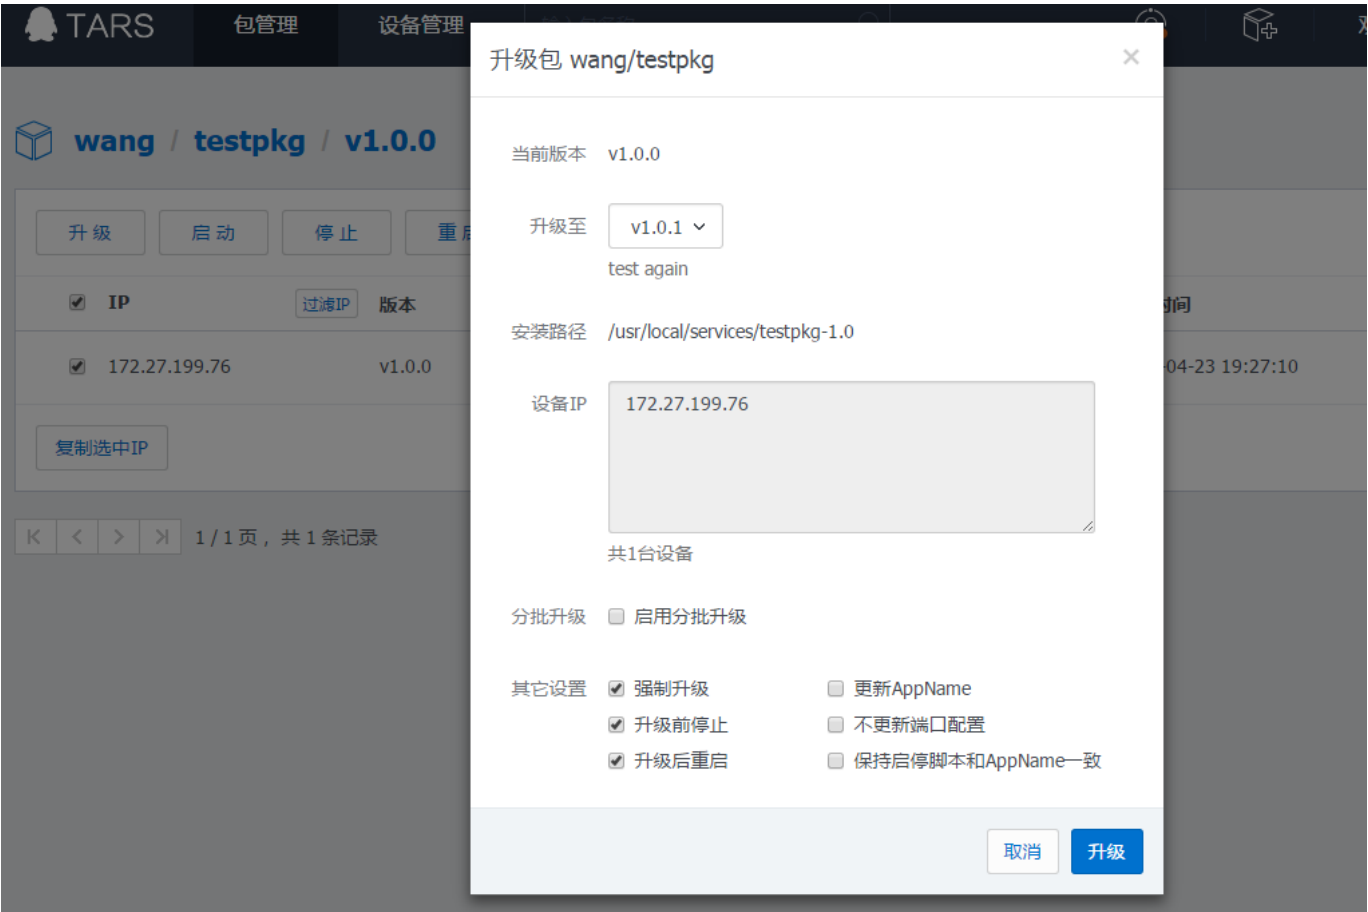 TARS 包管理 设备管理
升级包 wang/testpkg
wang / testpkg / v1.0.0
当前版本 v1.0.0
升级 启动 停止
升级至 v1.0.1
test again
IP 过滤IP 版本 时间
安装路径 /usr/local/services/testpkg-1.0
172.27.199.76 v1.0.0 -04-23 19:27:10
设备IP 172.27.199.76
复制选中IP
1 / 1 页，共 1 条记录
共1台设备
分批升级 启用分批升级
其它设置 强制升级 更新AppName
升级前停止 不更新端口配置
升级后重启 保持启停脚本和AppName一致
取消 升级